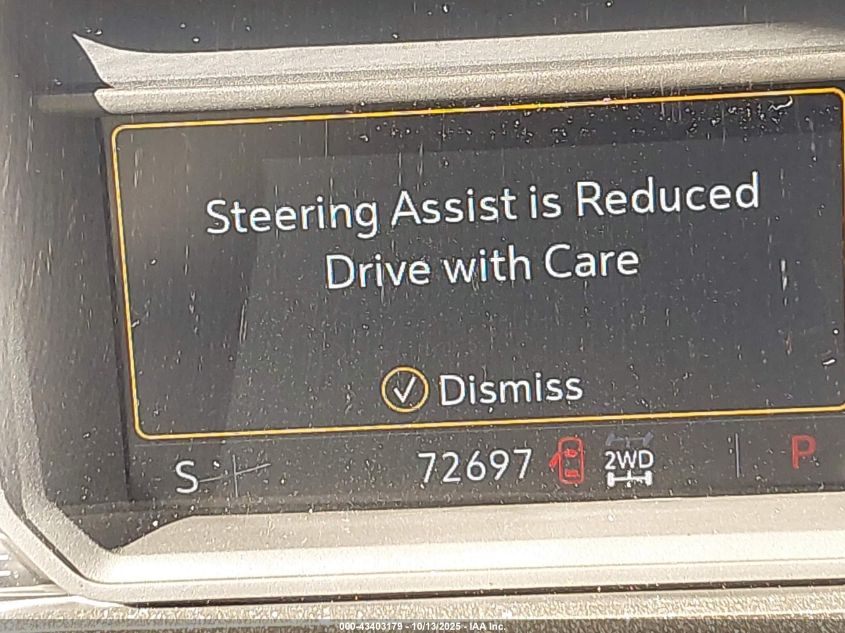 Steering Assist is Reduced
Drive with Care
Dismiss
S 72697 2WD P
000-43403179 - 10/13/2025 - IAA Inc.